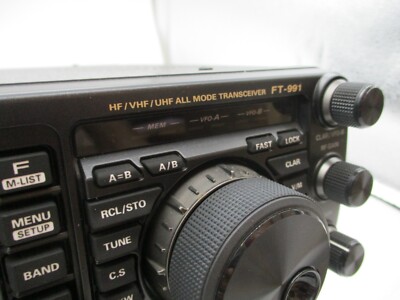 HF/VHF/UHF ALL MODE TRANSCEIVER FT-991
MEM VFO-A VFO-B
FAST LOCK
A=B A/B
CLAR
F
M-LIST
RCL/STO
MENU
SETUP
TUNE
BAND
C.S